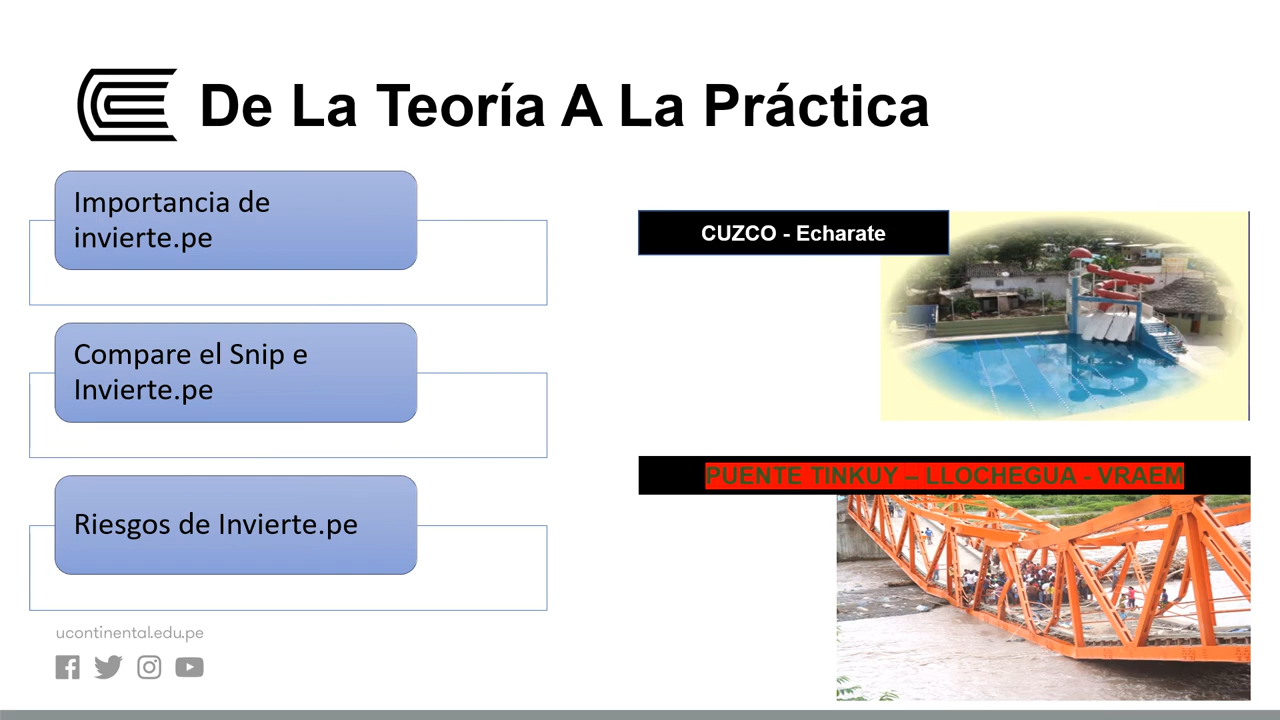 De La Teoría A La Práctica
Importancia de
invierte.pe
Compare el Snip e
Invierte.pe
Riesgos de Invierte.pe
CUZCO - Echarate
PUENTE TINKUY – LLOCHEGUA - VRAEM
ucontinental.edu.pe